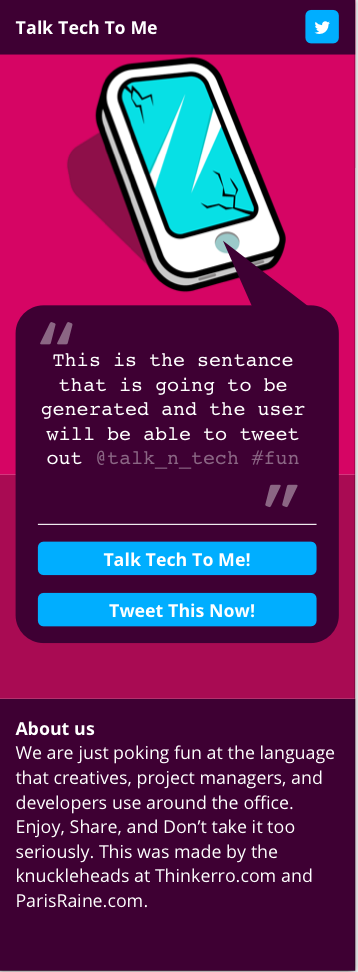 Talk Tech To Me
“
This is the sentence
that is going to be
generated and the user
will be able to tweet
out @talk_n_tech #fun
”
Talk Tech To Me!
Tweet This Now!
About us
We are just poking fun at the language
that creatives, project managers, and
developers use around the office.
Enjoy, Share, and Don’t take it too
seriously. This was made by the
knuckleheads at Thinkerro.com and
ParisRaine.com.